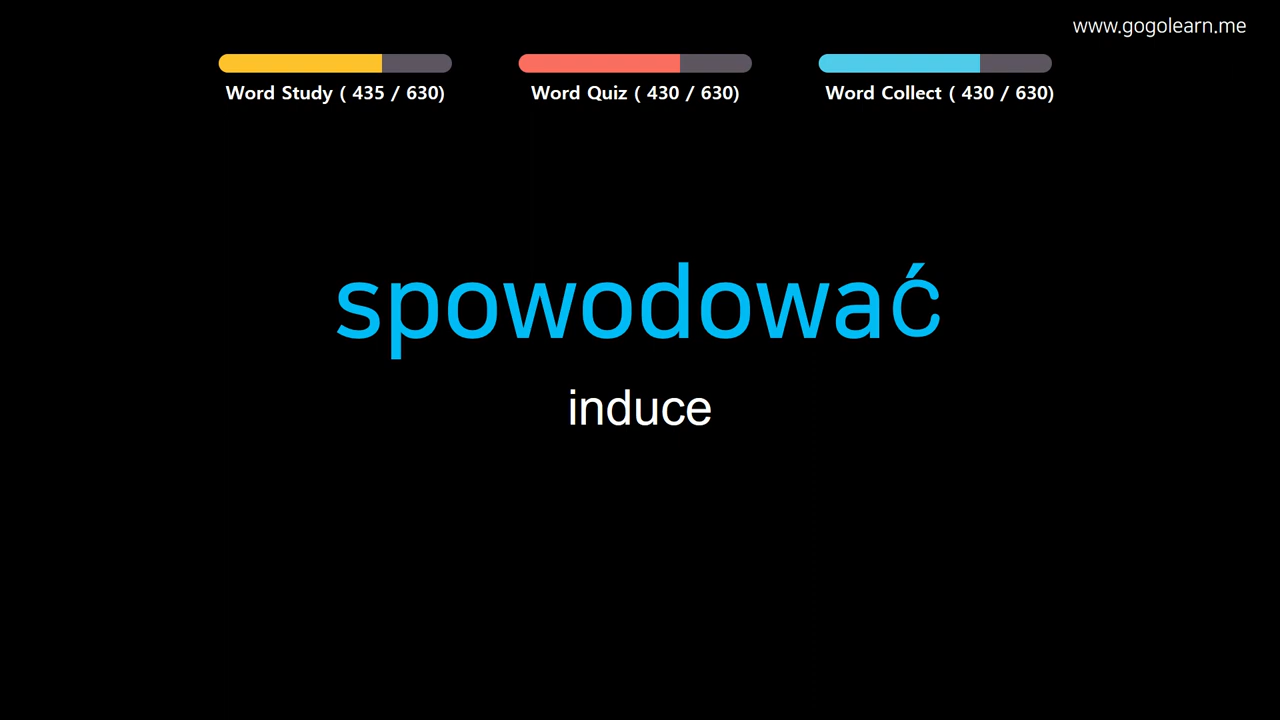 www.gogolearn.me
Word Study ( 435 / 630)
Word Quiz ( 430 / 630)
Word Collect ( 430 / 630)
spowodować
induce